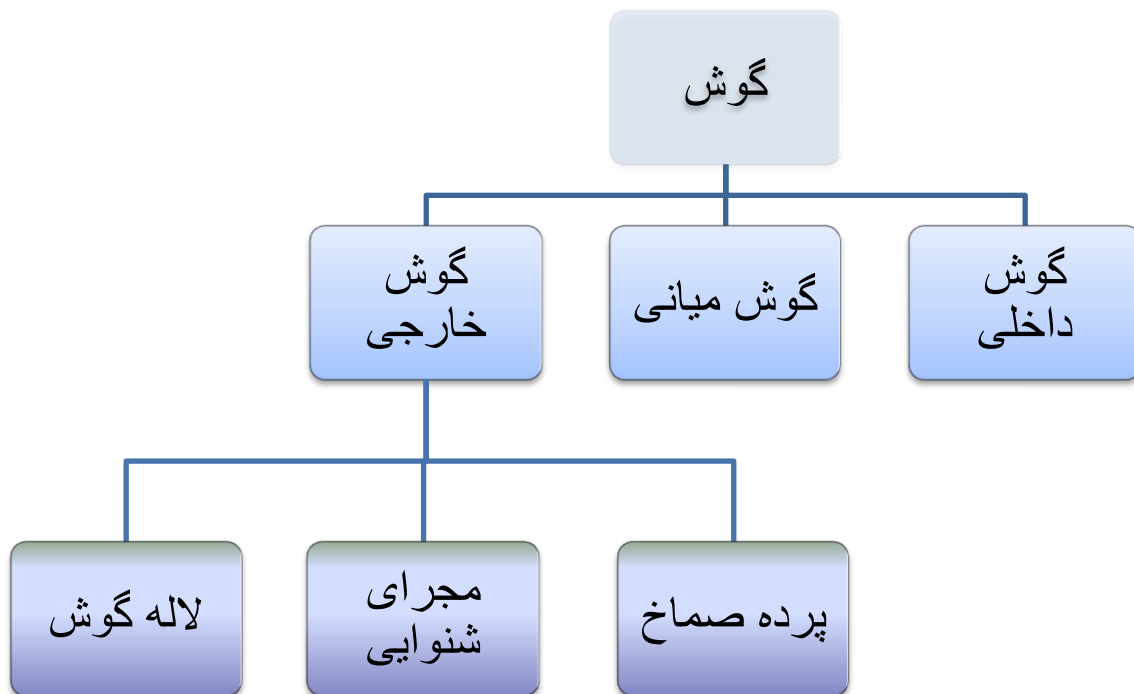 گوش
گوش
داخلی
گوش میانی
گوش
خارجی
پرده صماخ
مجرای
شنوایی
لاله گوش